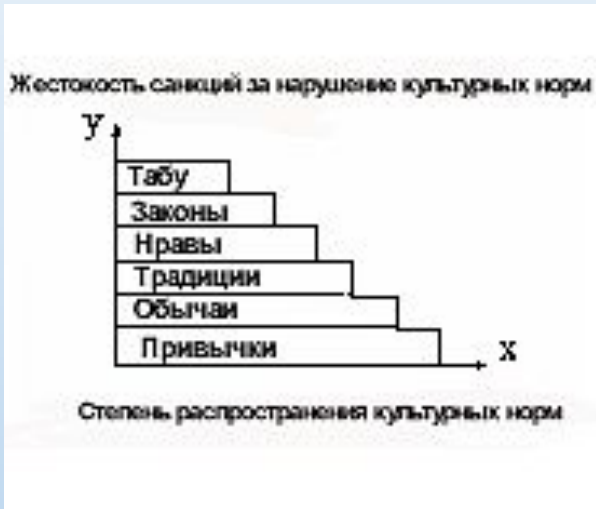 Жестокость санкций за нарушение культурных норм
y
Табу
Законы
Нравы
Традиции
Обычаи
Привычки
x
Степень распространения культурных норм